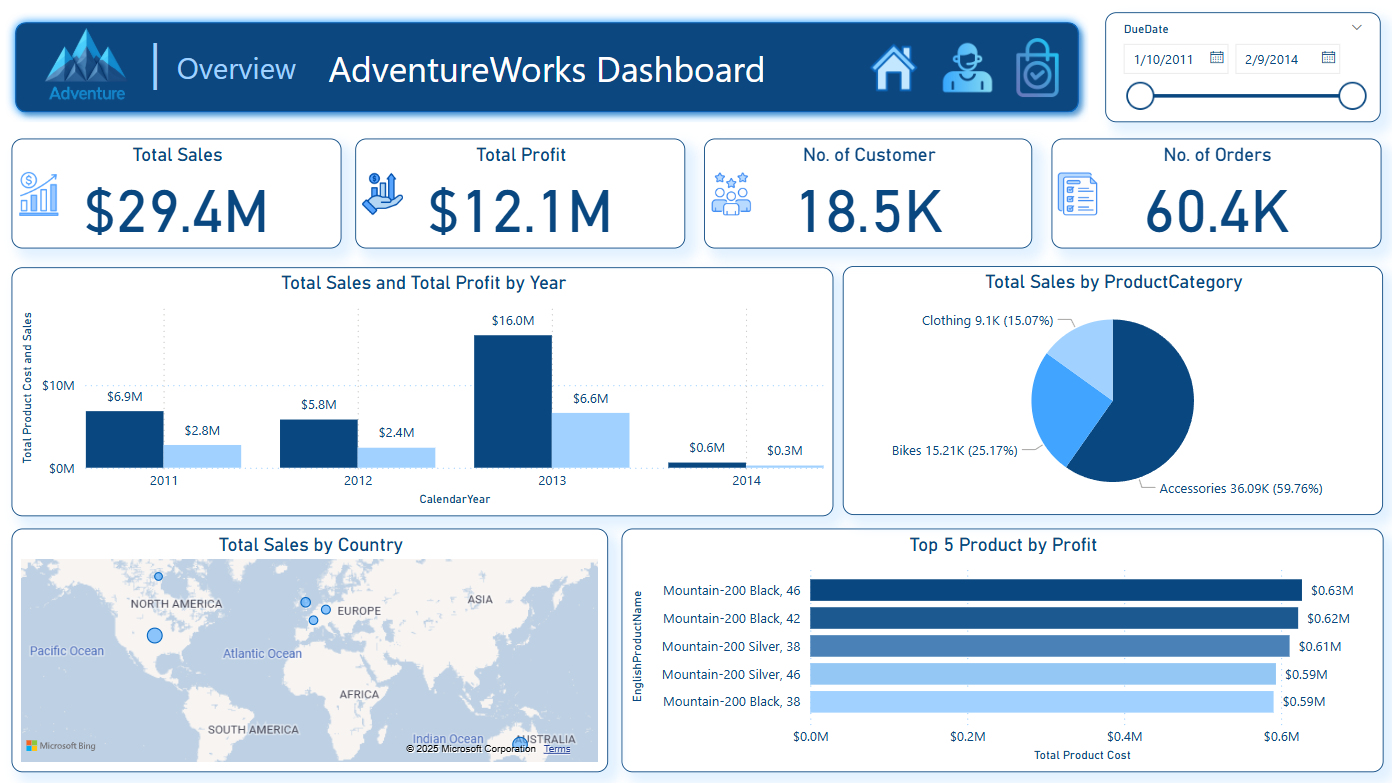 Adventure
Overview
AdventureWorks Dashboard
DueDate
1/10/2011
2/9/2014
Total Sales
$29.4M
Total Profit
$12.1M
No. of Customer
18.5K
No. of Orders
60.4K
Total Sales and Total Profit by Year
Total Product Cost and Sales
$10M
$0M
$6.9M
$2.8M
$5.8M
$2.4M
$16.0M
$6.6M
$0.6M
$0.3M
2011
2012
2013
2014
CalendarYear
Total Sales by ProductCategory
Clothing 9.1K (15.07%)
Bikes 15.21K (25.17%)
Accessories 36.09K (59.76%)
Total Sales by Country
NORTH AMERICA
EUROPE
ASIA
Pacific Ocean
Atlantic Ocean
AFRICA
SOUTH AMERICA
Indian Ocean
AUSTRALIA
Microsoft Bing
© 2025 Microsoft Corporation Terms
Top 5 Product by Profit
EnglishProductName
Mountain-200 Black, 46 $0.63M
Mountain-200 Black, 42 $0.62M
Mountain-200 Silver, 38 $0.61M
Mountain-200 Silver, 46 $0.59M
Mountain-200 Black, 38 $0.59M
$0.0M $0.2M $0.4M $0.6M
Total Product Cost